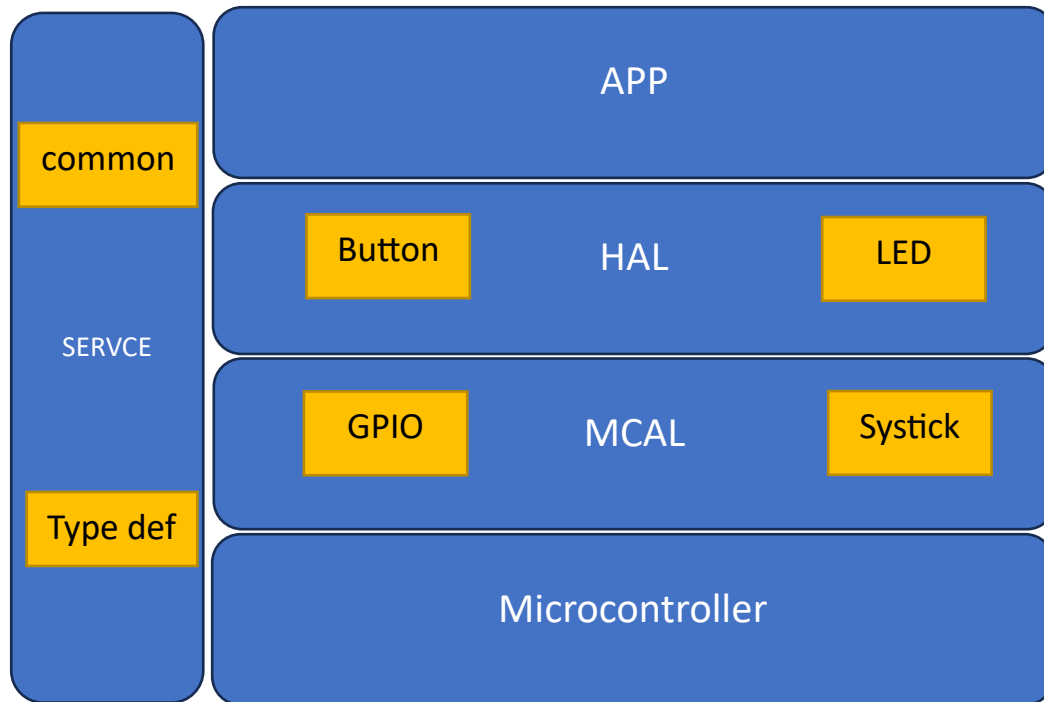 common
SERVCE
Type def
APP
Button
HAL
LED
GPIO
MCAL
Systick
Microcontroller